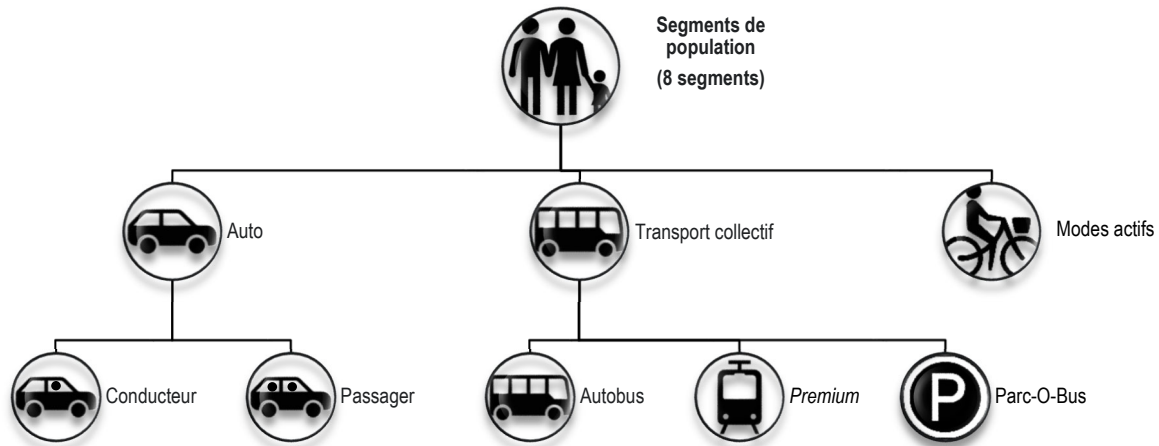 Segments de
population
(8 segments)
Auto
Transport collectif
Modes actifs
Conducteur
Passager
Autobus
Premium
P
Parc-O-Bus